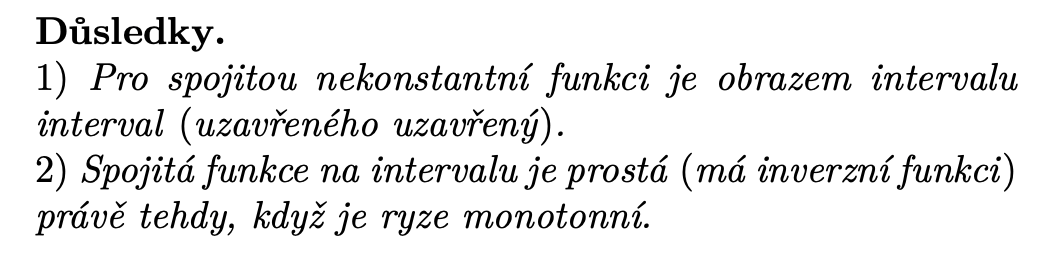 Důsledky.
1) Pro spojitou nekonstantní funkci je obrazem intervalu
interval (uzavřeného uzavřený).
2) Spojitá funkce na intervalu je prostá (má inverzní funkci)
právě tehdy, když je ryze monotonní.